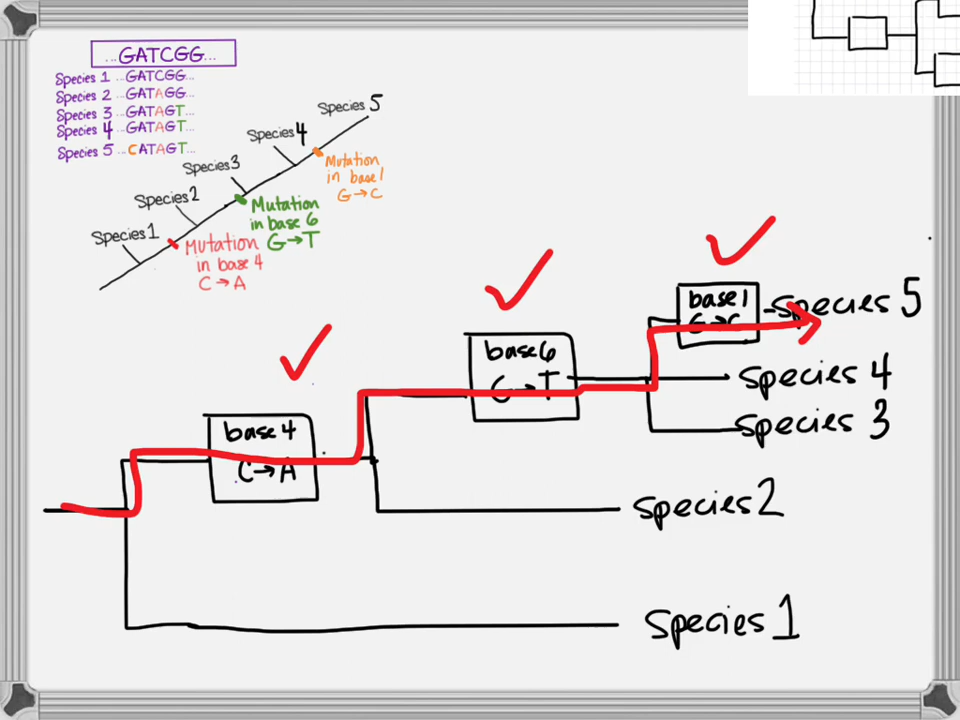 ...GATCGG...
Species 1 ...GATCGG...
Species 2 ...GATAGG...
Species 3 ...GATAGT...
Species 4 ...GATAGT...
Species 5 ...CATAGT...
Species 5
Species 4
Mutation
in base 1
G→C
Species 3
Mutation
in base 6
G→T
Species 2
Species 1
Mutation
in base 4
C→A
base 1
G→C
species 5
base 6
G→T
species 4
species 3
base 4
C→A
species 2
species 1